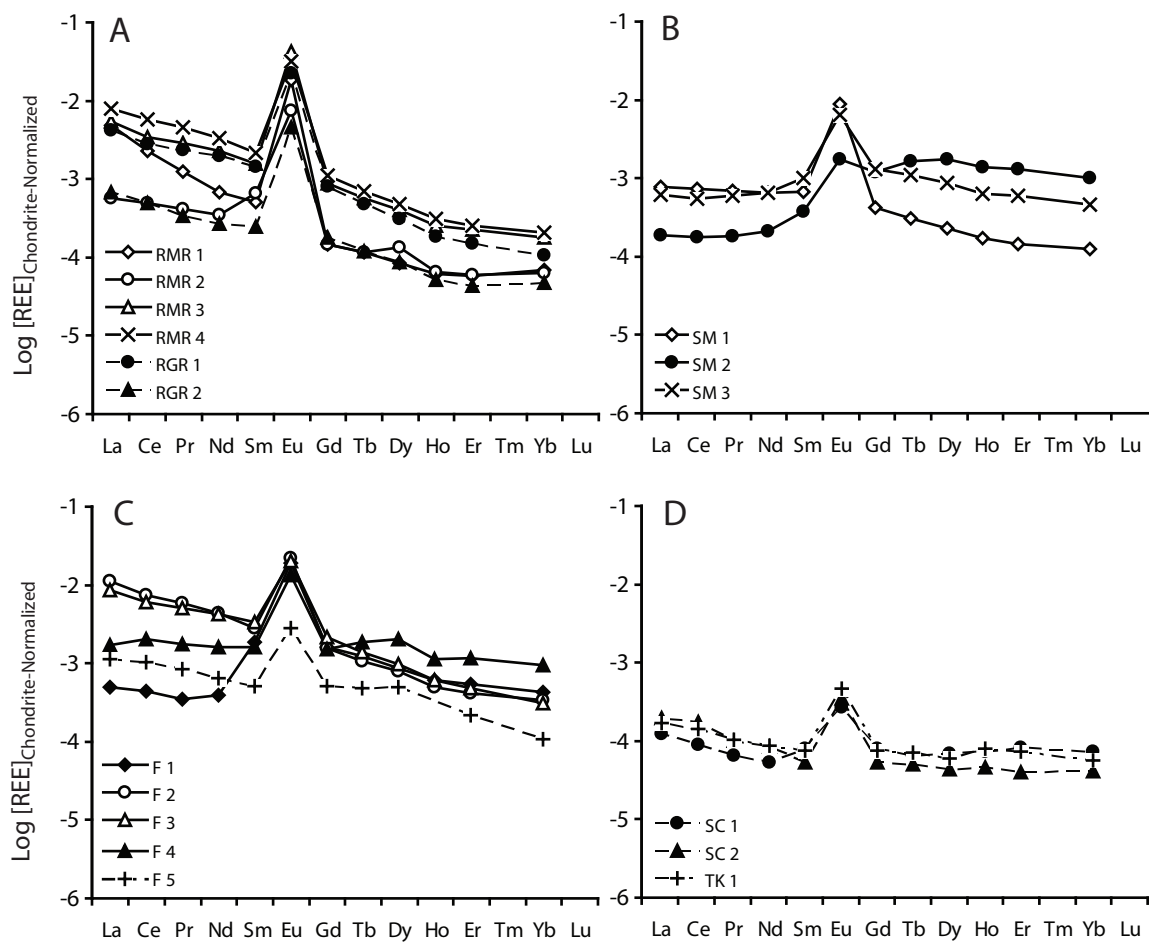 A
Log [REE]Chondrite-Normalized
-1
-2
-3
-4
-5
-6
RMR 1
RMR 2
RMR 3
RMR 4
RGR 1
RGR 2
La Ce Pr Nd Sm Eu Gd Tb Dy Ho Er Tm Yb Lu
B
-1
-2
-3
-4
-5
-6
SM 1
SM 2
SM 3
La Ce Pr Nd Sm Eu Gd Tb Dy Ho Er Tm Yb Lu
C
Log [REE]Chondrite-Normalized
-1
-2
-3
-4
-5
-6
F 1
F 2
F 3
F 4
F 5
La Ce Pr Nd Sm Eu Gd Tb Dy Ho Er Tm Yb Lu
D
-1
-2
-3
-4
-5
-6
SC 1
SC 2
TK 1
La Ce Pr Nd Sm Eu Gd Tb Dy Ho Er Tm Yb Lu